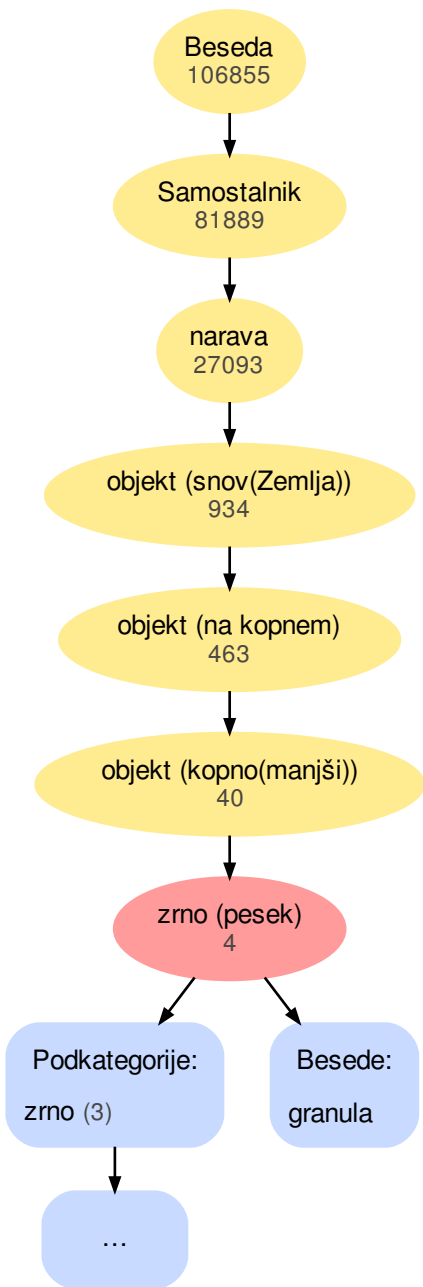 Beseda
106855
Samostalnik
81889
narava
27093
objekt (snov(Zemlja))
934
objekt (na kopnem)
463
objekt (kopno(manjši))
40
zrno (pesek)
4
Podkategorije:
zrno (3)
Besede:
granula
...